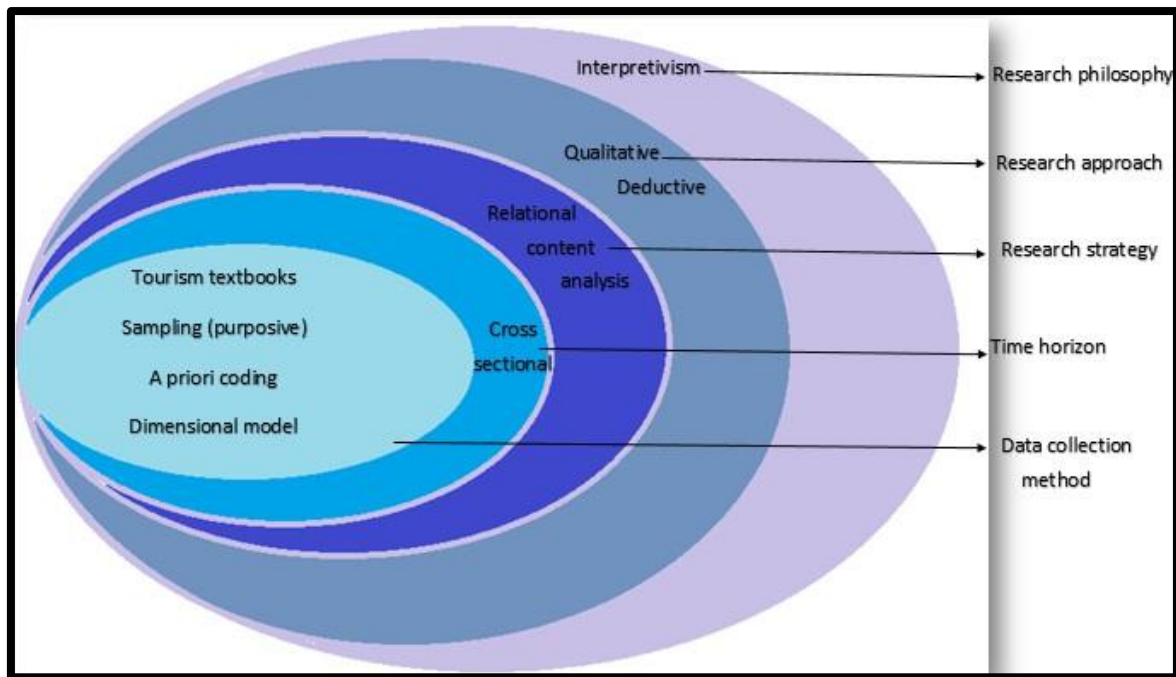 Interpretivism
Research philosophy
Qualitative
Deductive
Research approach
Relational
content
analysis
Research strategy
Cross
sectional
Time horizon
Tourism textbooks
Sampling (purposive)
A priori coding
Dimensional model
Data collection
method